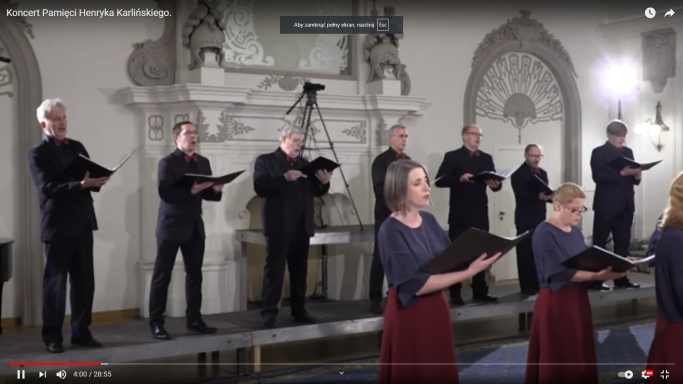 Koncert Pamięci Henryka Karlińskiego.
Aby zamknąć pełny ekran, naciśnij Esc
4:00 / 28:55